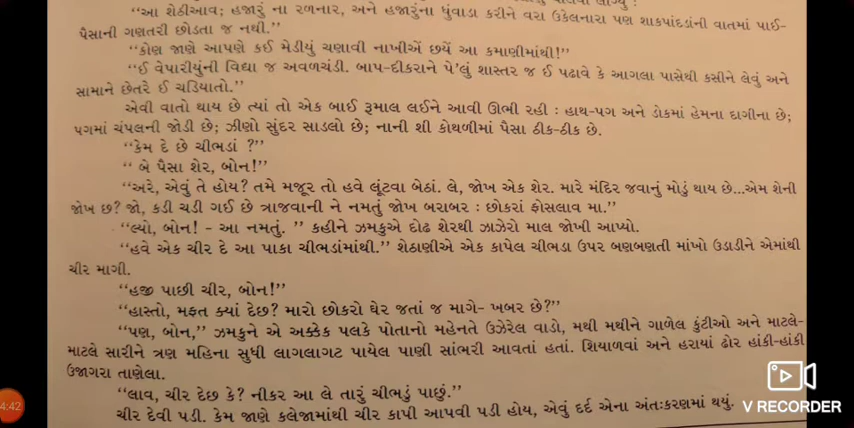 "આ શેઠીઆવ; હજારું ના રળનાર, અને હજારુંના ધુંવાડા કરીને વરા ઉકેલનારા પણ શાકપાંદડાંની વાતમાં પાઈ-
પૈસાની ગણતરી છોડતા જ નથી."
"કોણ જાણે આપણે કઈ મેડીયું ચણાવી નાખીએં છયેં આ કમાણીમાંથી!"
"ઈ વેપારીયુંની વિદ્યા જ અવળચંડી. બાપ-દીકરાને પે'લું શાસ્તર જ ઈ પઢાવે કે આગલા પાસેથી કસીને લેવું અને
સામાને છેતરે ઈ ચડિયાતો."
એવી વાતો થાય છે ત્યાં તો એક બાઈ રૂમાલ લઈને આવી ઊભી રહી : હાથ-પગ અને ડોકમાં હેમના દાગીના છે;
પગમાં ચંપલની જોડી છે; ઝીણો સુંદર સાડલો છે; નાની શી કોથળીમાં પૈસા ઠીક-ઠીક છે.
"કેમ દે છે ચીભડાં ?"
" બે પૈસા શેર, બોન!"
"અરે, એવું તે હોય? તમે મજૂર તો હવે લૂંટવા બેઠાં. લે, જોખ એક શેર. મારે મંદિર જવાનું મોડું થાય છે...એમ શેની
જોખ છ? જો, કડી ચડી ગઈ છે ત્રાજવાની ને નમતું જોખ બરાબર : છોકરાં ફોસલાવ મા."
"લ્યો, બોન! - આ નમતું. " કહીને ઝમકુએ દોઢ શેરથી ઝાઝેરો માલ જોખી આપ્યો.
"હવે એક ચીર દે આ પાકા ચીભડાંમાંથી." શેઠાણીએ એક કાપેલ ચીભડા ઉપર બણબણતી માંખો ઉડાડીને એમાંથી
ચીર માગી.
"હજી પાછી ચીર, બોન!"
"હાસ્તો, મફત ક્યાં દેછ? મારો છોકરો ઘેર જતાં જ માગે- ખબર છે?"
"પણ, બોન," ઝમકુને એ અક્કેક પલકે પોતાનો મહેનતે ઉઝેરેલ વાડો, મથી મથીને ગાળેલ કુંટીઓ અને માટલે-
માટલે સારીને ત્રણ મહિના સુધી લાગલાગટ પાયેલ પાણી સાંભરી આવતાં હતાં. શિયાળવાં અને હરાયાં ઢોર હાંકી-હાંકી
ઉજાગરા તાણેલા.
"લાવ, ચીર દેછ કે? નીકર આ લે તારું ચીભડું પાછું."
ચીર દેવી પડી. કેમ જાણે કલેજામાંથી ચીર કાપી આપવી પડી હોય, એવું દર્દ એના અંતઃકરણમાં થયું.
4:42
V RECORDER